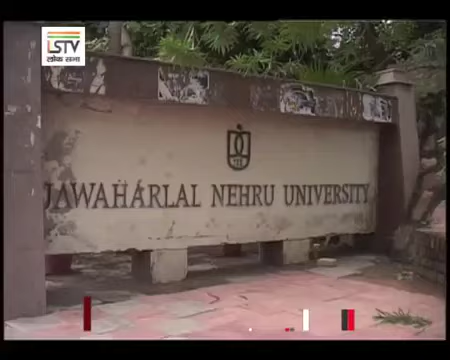 LSTV
लोक सभा
JAWAHARLAL NEHRU UNIVERSITY